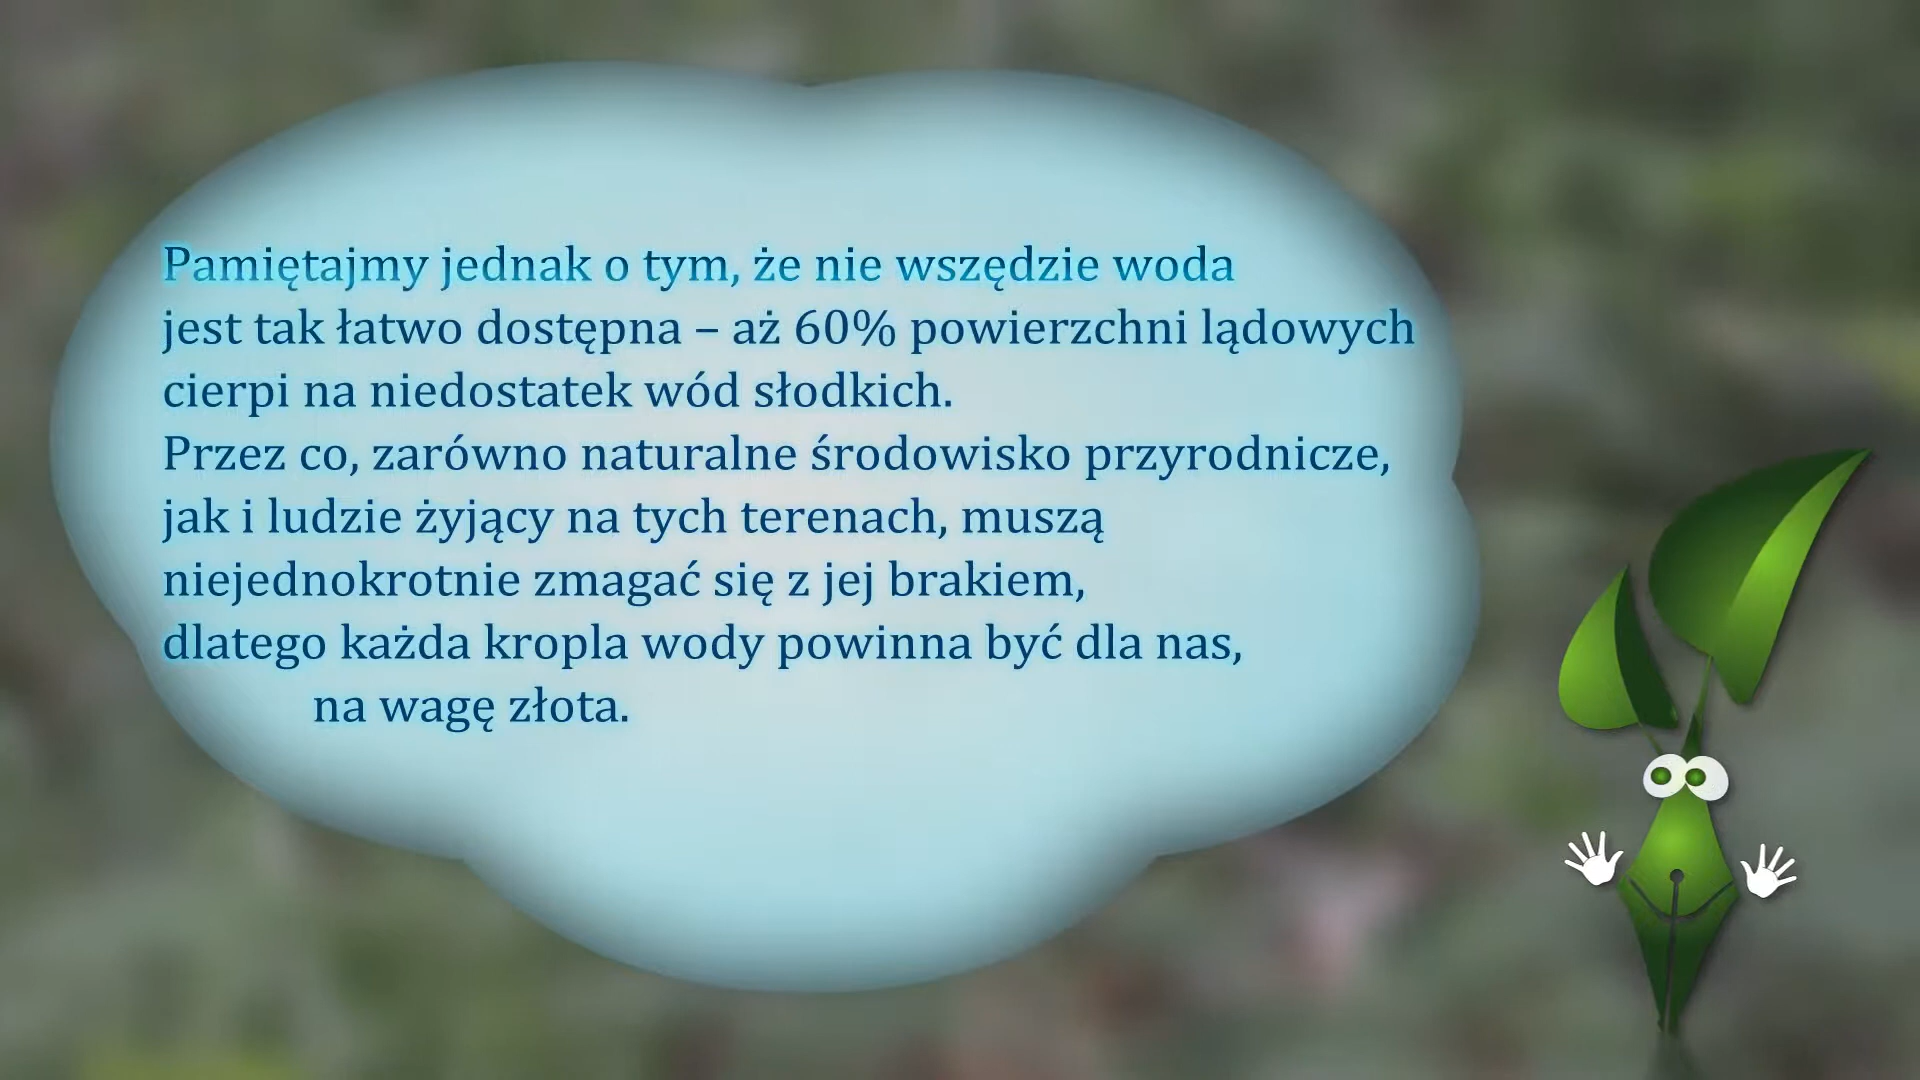 Pamiętajmy jednak o tym, że nie wszędzie woda
jest tak łatwo dostępna – aż 60% powierzchni lądowych
cierpi na niedostatek wód słodkich.
Przez co, zarówno naturalne środowisko przyrodnicze,
jak i ludzie żyjący na tych terenach, muszą
niejednokrotnie zmagać się z jej brakiem,
dlatego każda kropla wody powinna być dla nas,
na wagę złota.